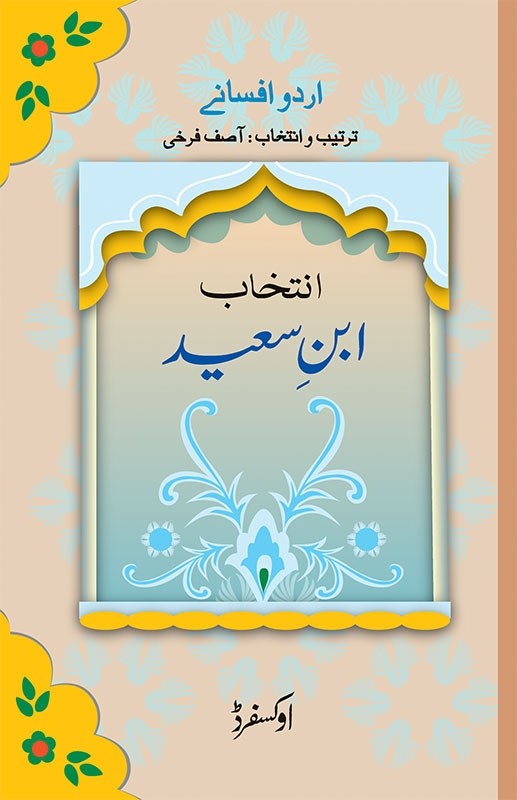 اردو افسانے
ترتیب و انتخاب : آصف فرخی
انتخاب
ابنِ سعید
اوکسفرڈ